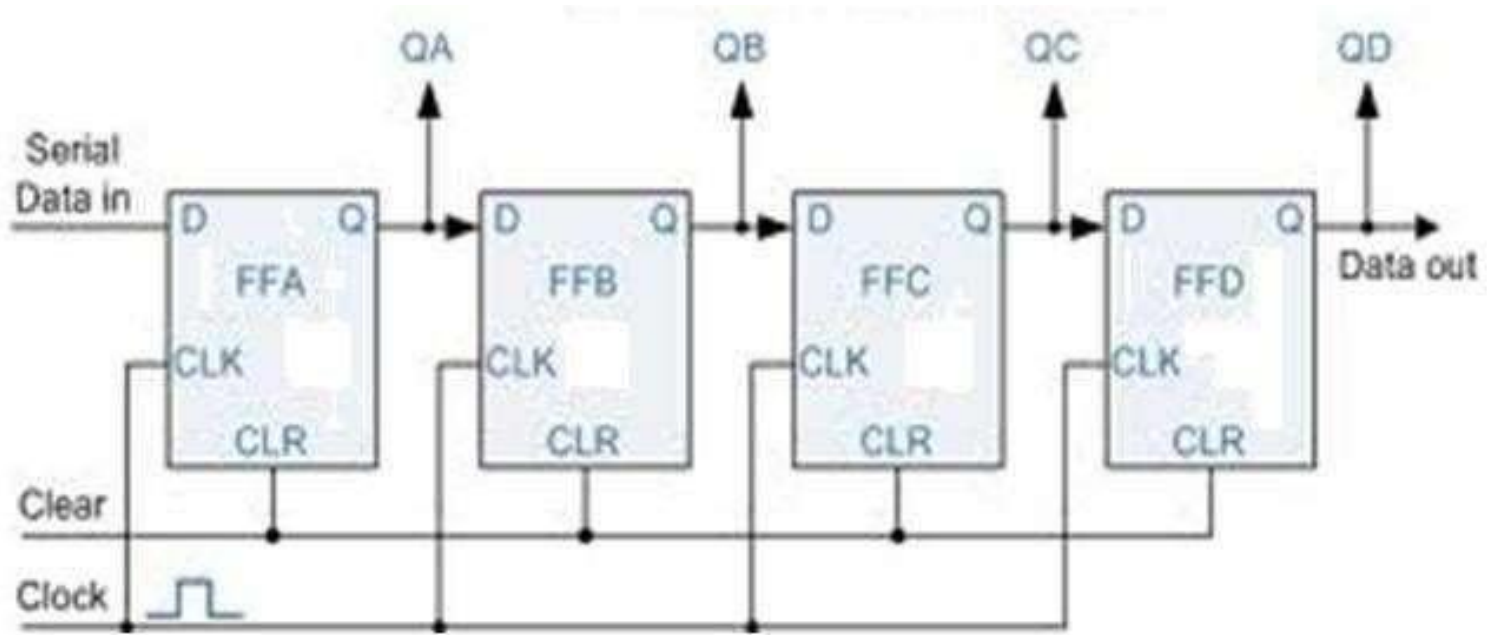 QA
QB
QC
QD
Serial
Data in
D
Q
D
Q
D
Q
D
Q
Data out
FFA
FFB
FFC
FFD
CLK
CLK
CLK
CLK
CLR
CLR
CLR
CLR
Clear
Clock